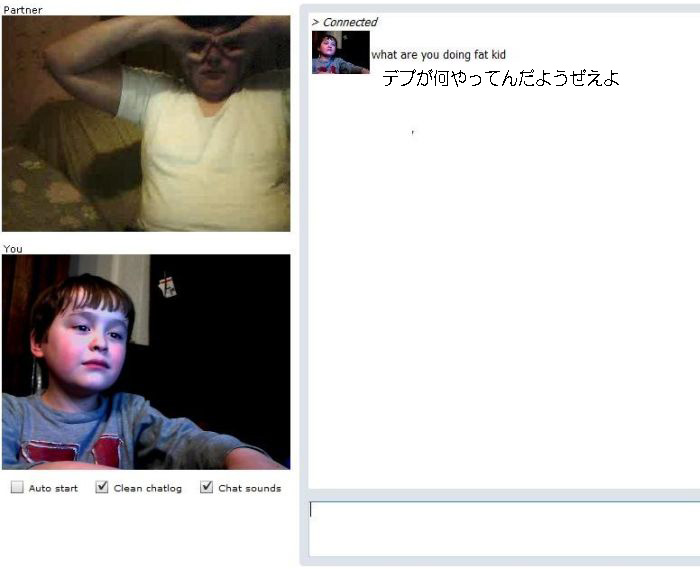 Partner
> Connected
what are you doing fat kid
デブが何やってんだようぜえよ
You
Auto start
Clean chatlog
Chat sounds